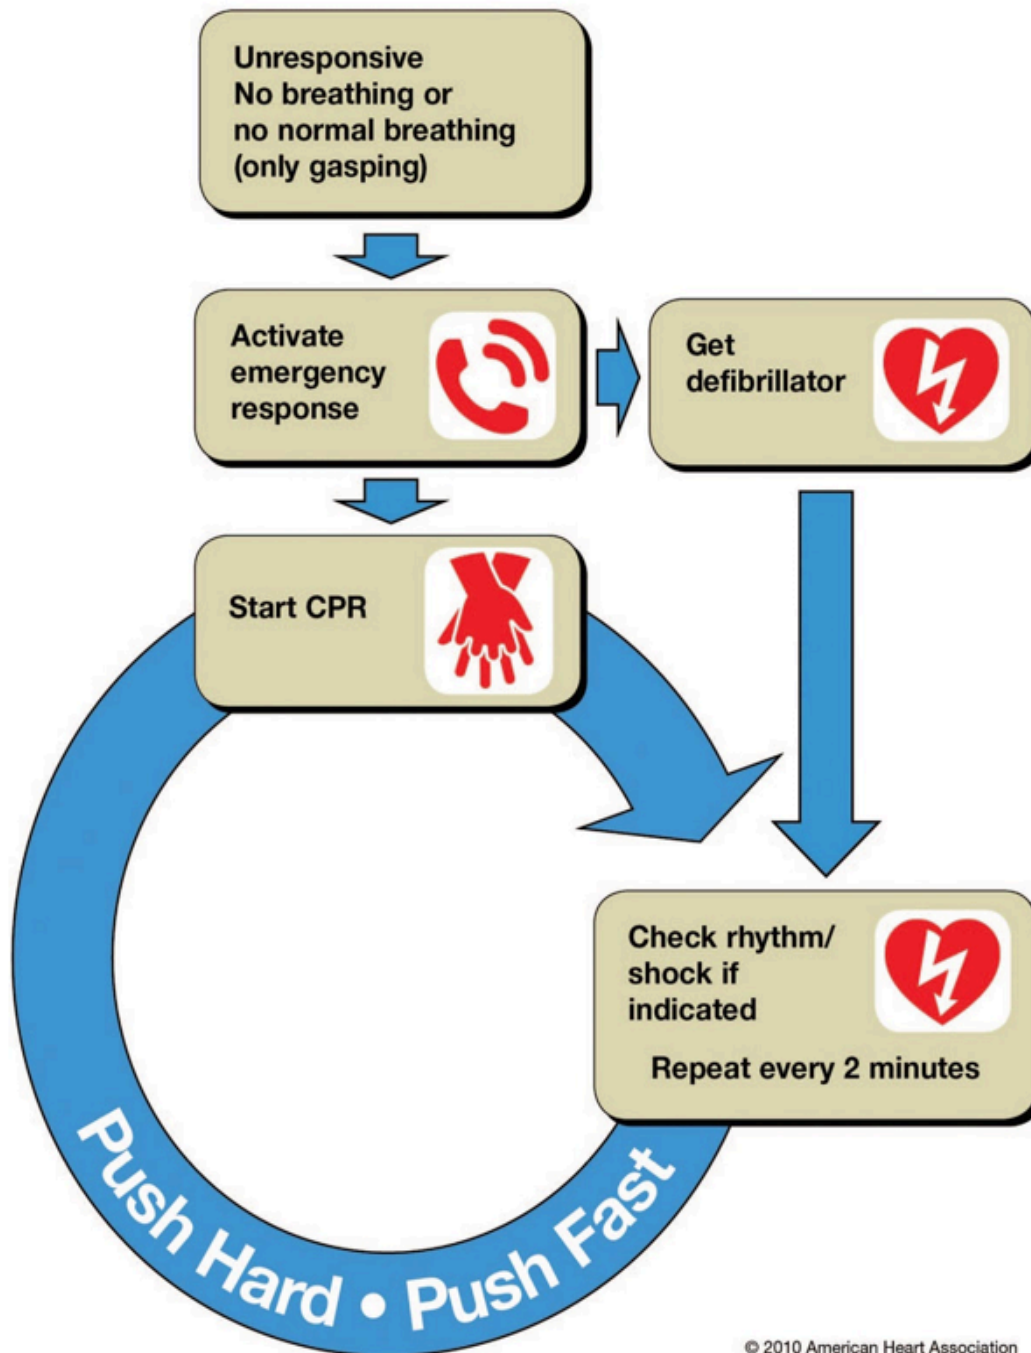 Unresponsive
No breathing or
no normal breathing
(only gasping)
Activate
emergency
response
Get
defibrillator
Start CPR
Check rhythm/
shock if
indicated
Repeat every 2 minutes
Push Hard • Push Fast
© 2010 American Heart Association